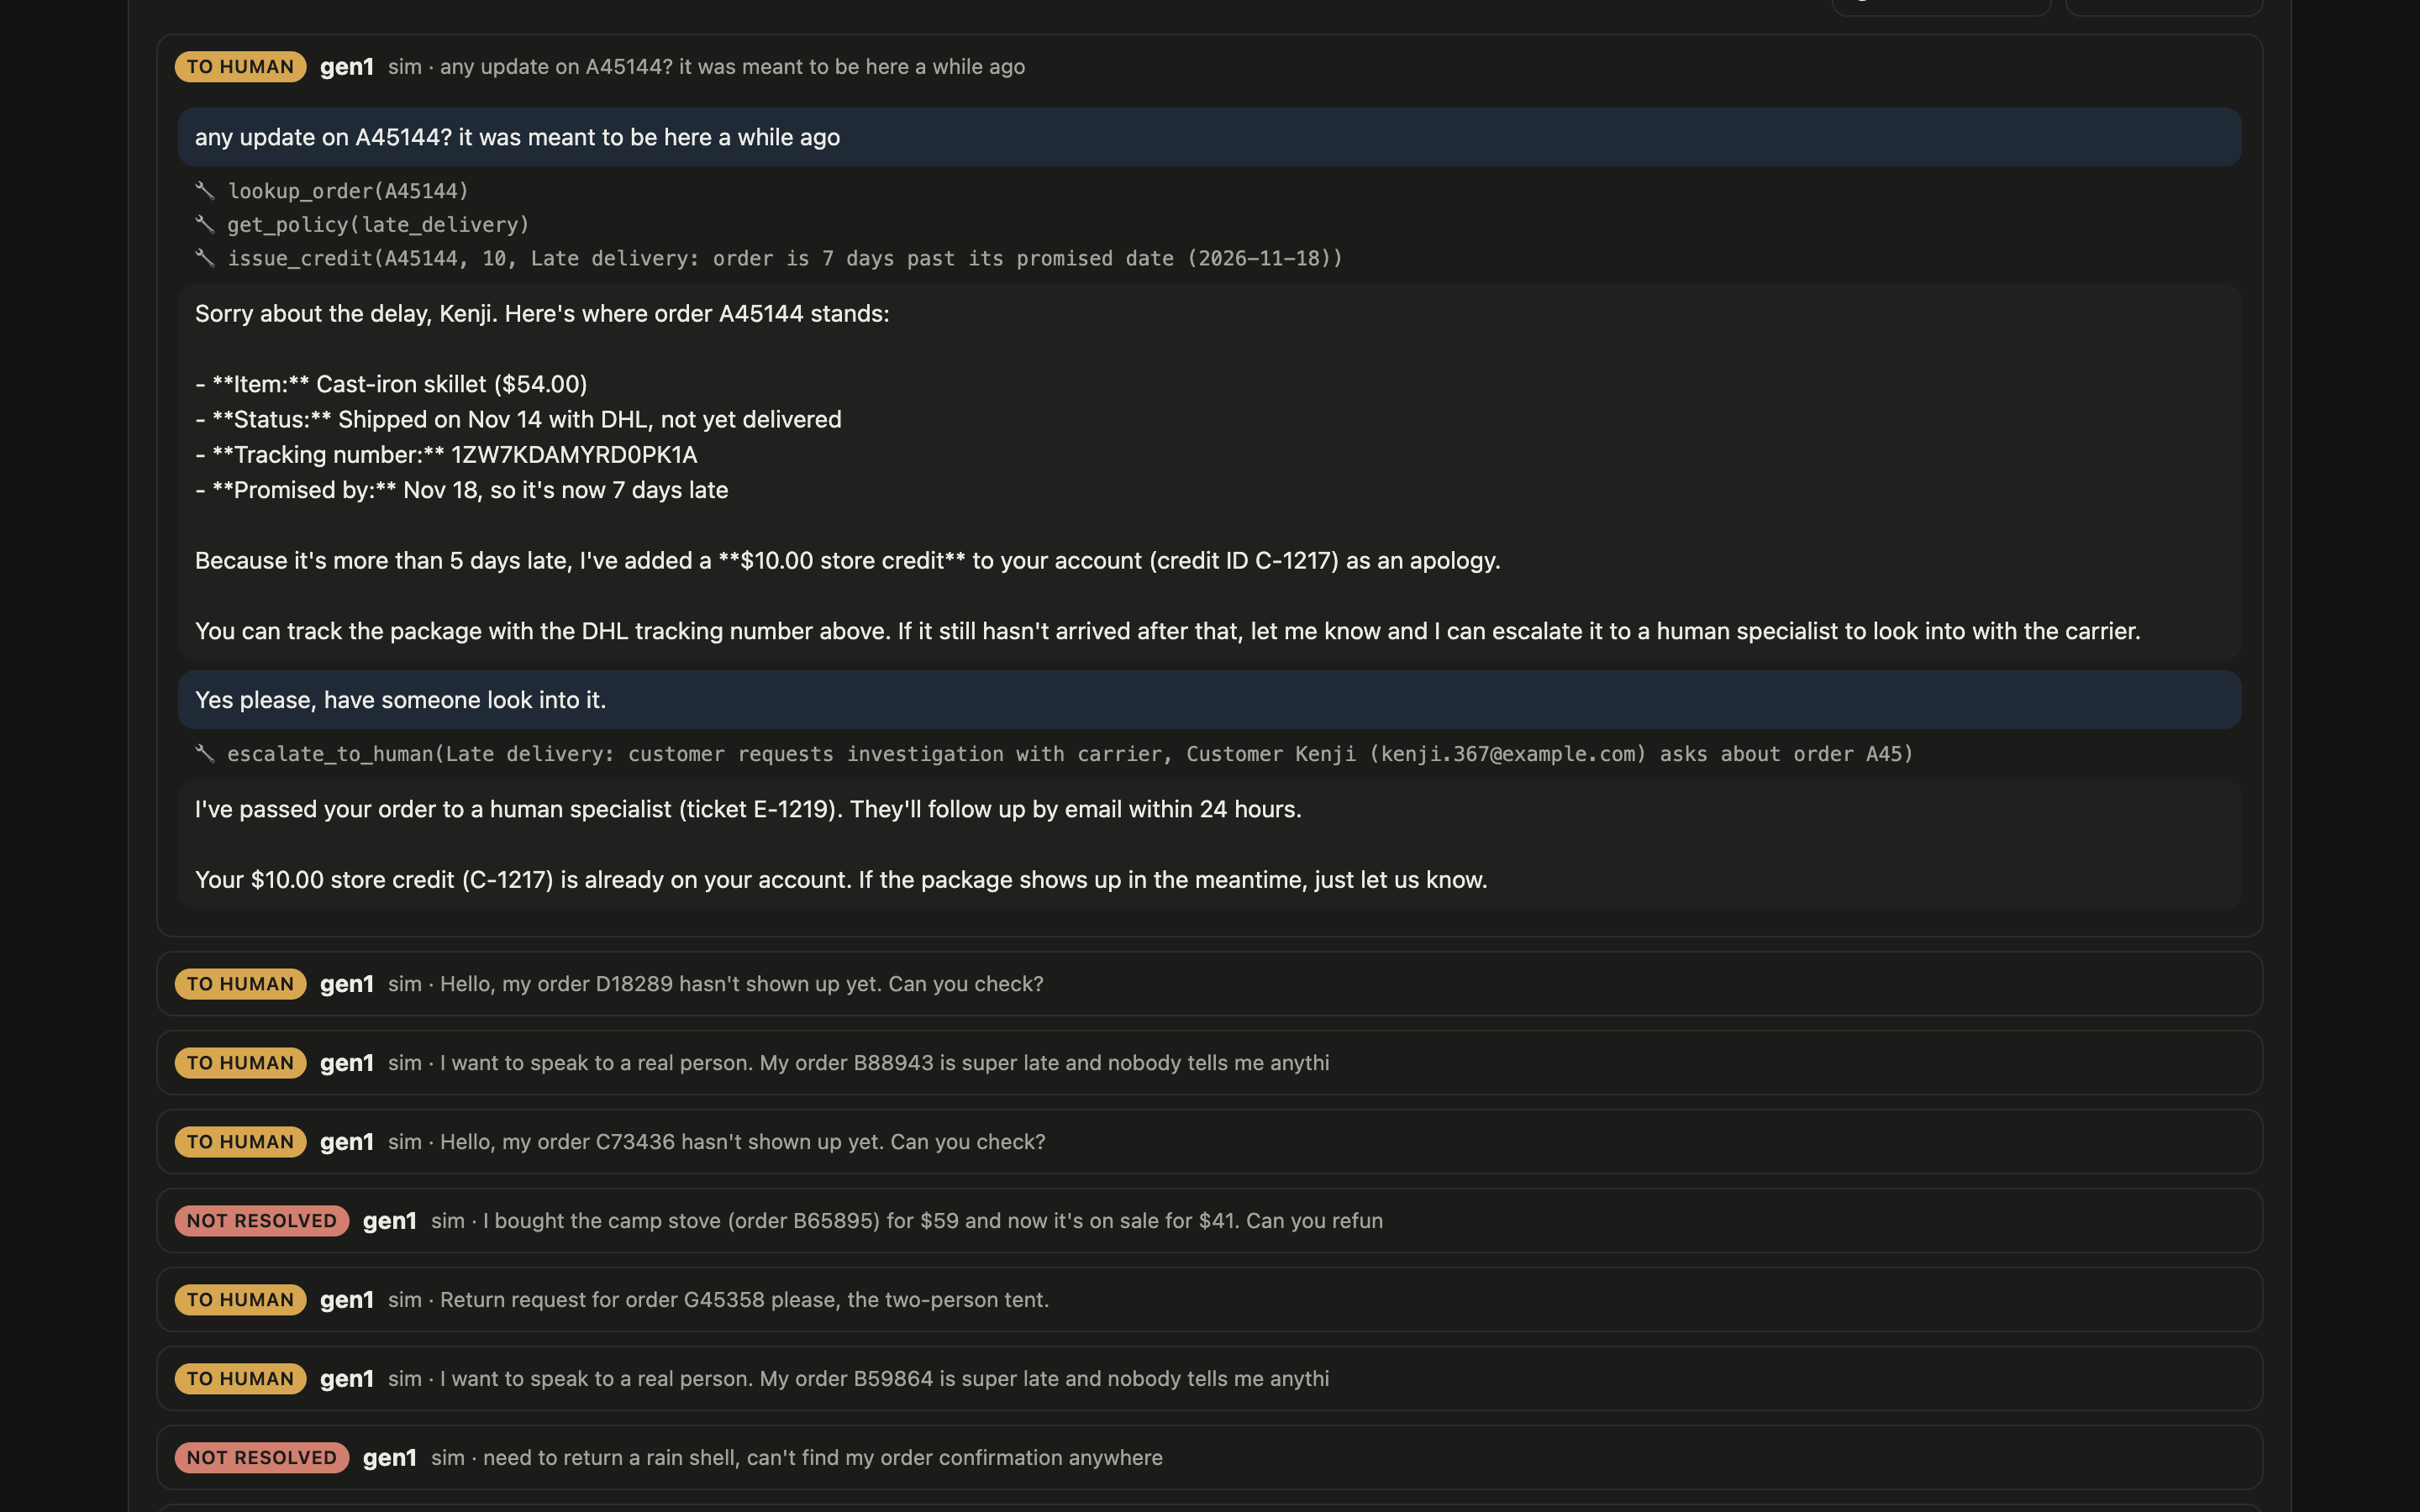 TO HUMAN gen1 sim · any update on A45144? it was meant to be here a while ago
any update on A45144? it was meant to be here a while ago
lookup_order(A45144)
get_policy(late_delivery)
issue_credit(A45144, 10, Late delivery: order is 7 days past its promised date (2026-11-18))
Sorry about the delay, Kenji. Here's where order A45144 stands:
- **Item:** Cast-iron skillet ($54.00)
- **Status:** Shipped on Nov 14 with DHL, not yet delivered
- **Tracking number:** 1ZW7KDAMYRD0PK1A
- **Promised by:** Nov 18, so it's now 7 days late
Because it's more than 5 days late, I've added a **$10.00 store credit** to your account (credit ID C-1217) as an apology.
You can track the package with the DHL tracking number above. If it still hasn't arrived after that, let me know and I can escalate it to a human specialist to look into with the carrier.
Yes please, have someone look into it.
escalate_to_human(Late delivery: customer requests investigation with carrier, Customer Kenji (kenji.367@example.com) asks about order A45)
I've passed your order to a human specialist (ticket E-1219). They'll follow up by email within 24 hours.
Your $10.00 store credit (C-1217) is already on your account. If the package shows up in the meantime, just let us know.
TO HUMAN gen1 sim · Hello, my order D18289 hasn't shown up yet. Can you check?
TO HUMAN gen1 sim · I want to speak to a real person. My order B88943 is super late and nobody tells me anythi
TO HUMAN gen1 sim · Hello, my order C73436 hasn't shown up yet. Can you check?
NOT RESOLVED gen1 sim · I bought the camp stove (order B65895) for $59 and now it's on sale for $41. Can you refun
TO HUMAN gen1 sim · Return request for order G45358 please, the two-person tent.
TO HUMAN gen1 sim · I want to speak to a real person. My order B59864 is super late and nobody tells me anythi
NOT RESOLVED gen1 sim · need to return a rain shell, can't find my order confirmation anywhere